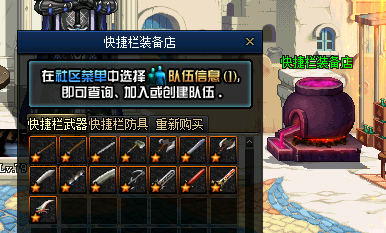 快捷栏装备店
在社区菜单中选择 队伍信息(I),
即可查询、加入或创建队伍。
快捷栏装备店
快捷栏武器 快捷栏防具 重新购买